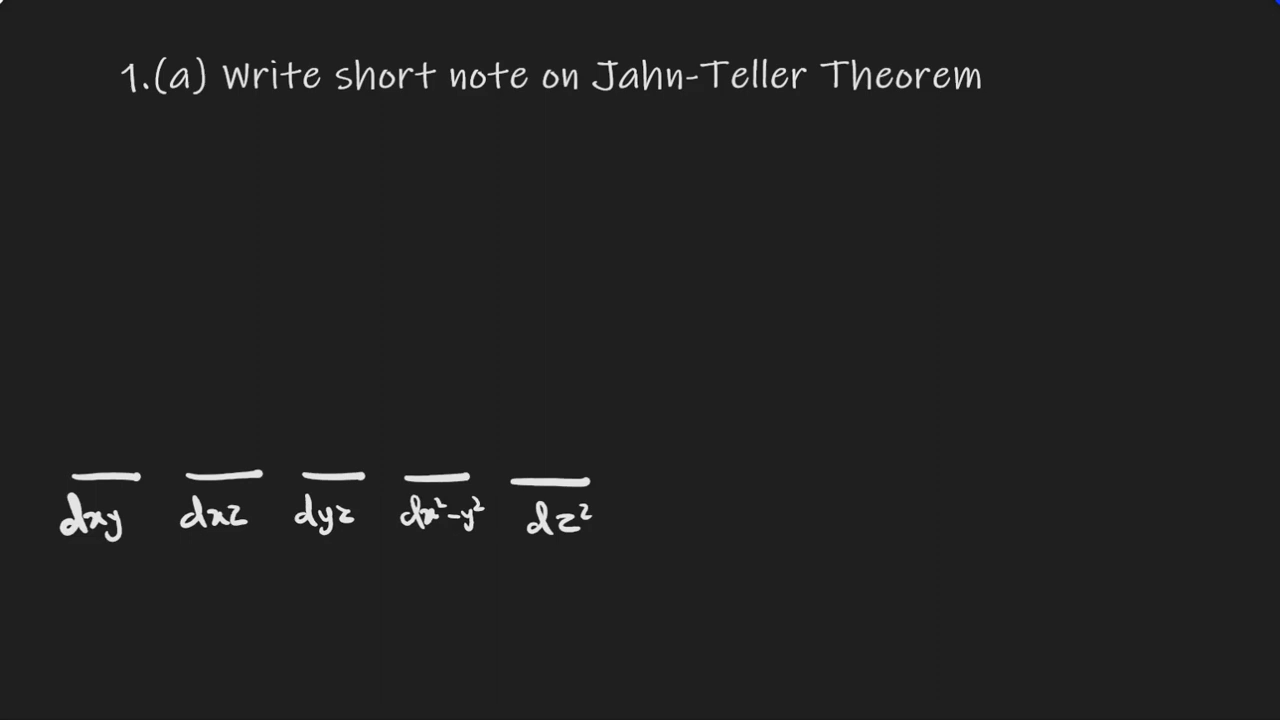 1.(a) Write short note on Jahn-Teller Theorem
dxy dxz dyz dx²-y² dz²